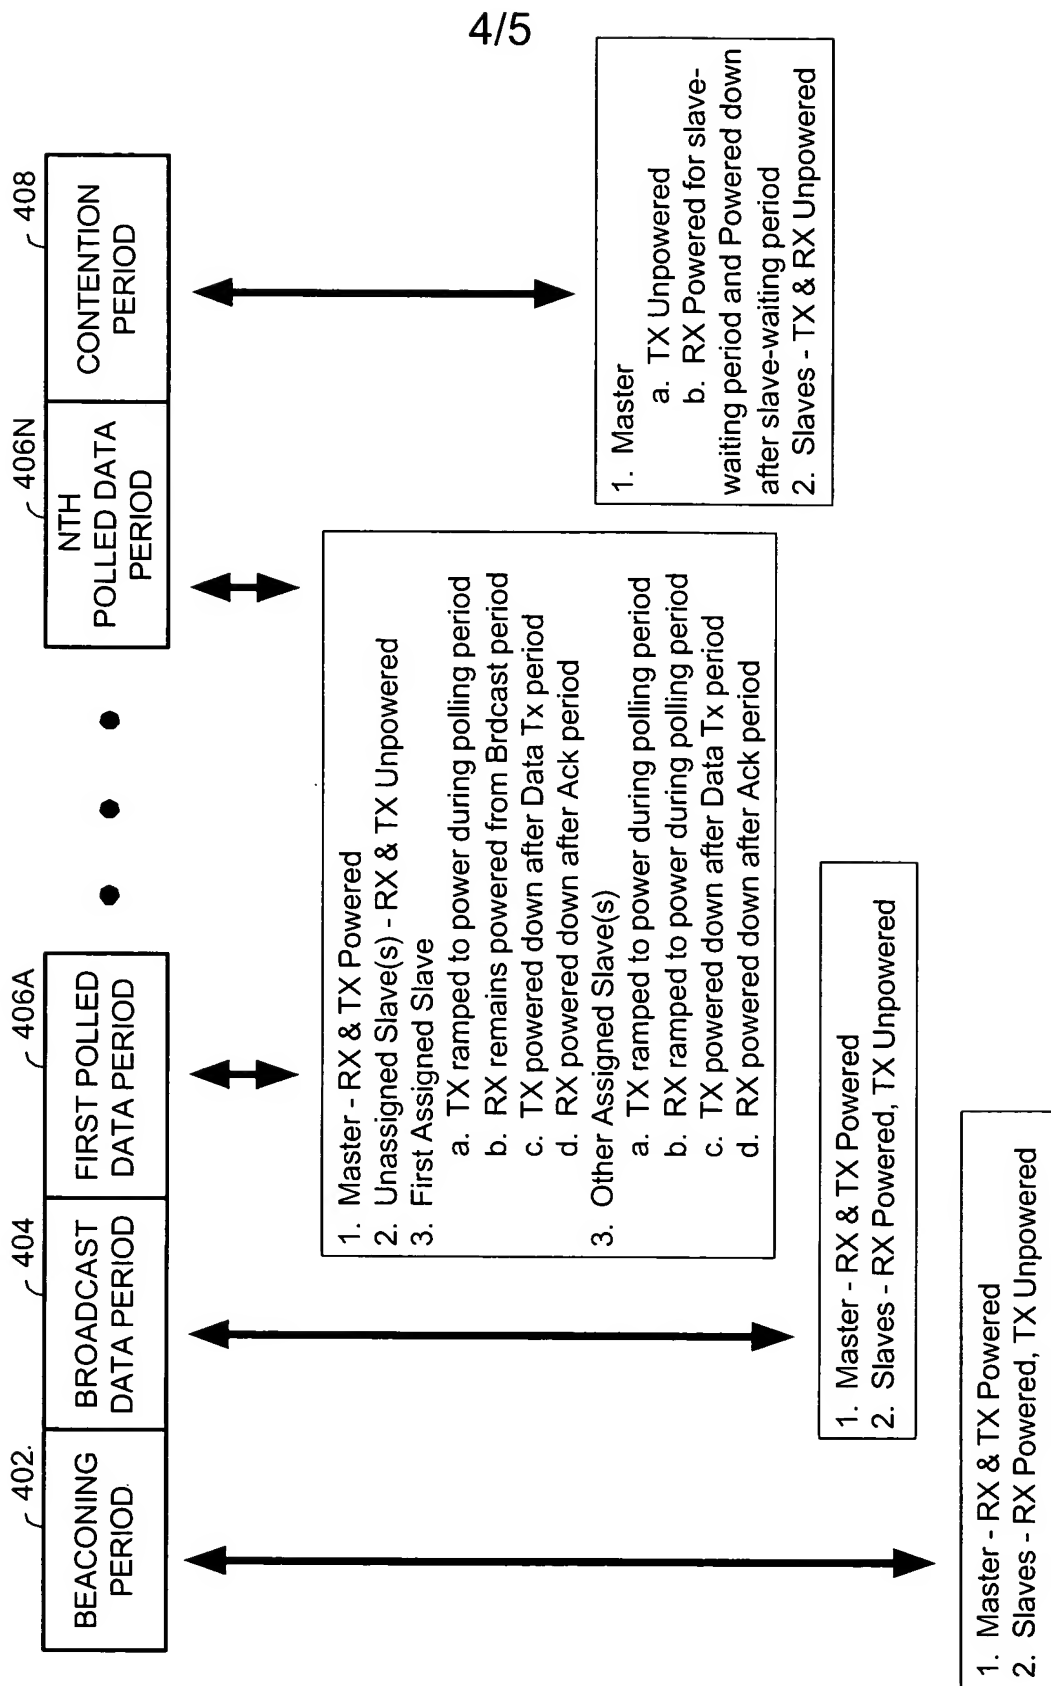 4/5
402
BEACONING
PERIOD
404
BROADCAST
DATA PERIOD
406A
FIRST POLLED
DATA PERIOD
406N
NTH
POLLED DATA
PERIOD
408
CONTENTION
PERIOD
1. Master - RX & TX Powered
2. Slaves - RX Powered, TX Unpowered
1. Master - RX & TX Powered
2. Slaves - RX Powered, TX Unpowered
1. Master - RX & TX Powered
2. Unassigned Slave(s) - RX & TX Unpowered
3. First Assigned Slave
a. TX ramped to power during polling period
b. RX remains powered from Brdcast period
c. TX powered down after Data Tx period
d. RX powered down after Ack period
3. Other Assigned Slave(s)
a. TX ramped to power during polling period
b. RX ramped to power during polling period
c. TX powered down after Data Tx period
d. RX powered down after Ack period
1. Master
a. TX Unpowered
b. RX Powered for slave-
waiting period and Powered down
after slave-waiting period
2. Slaves - TX & RX Unpowered